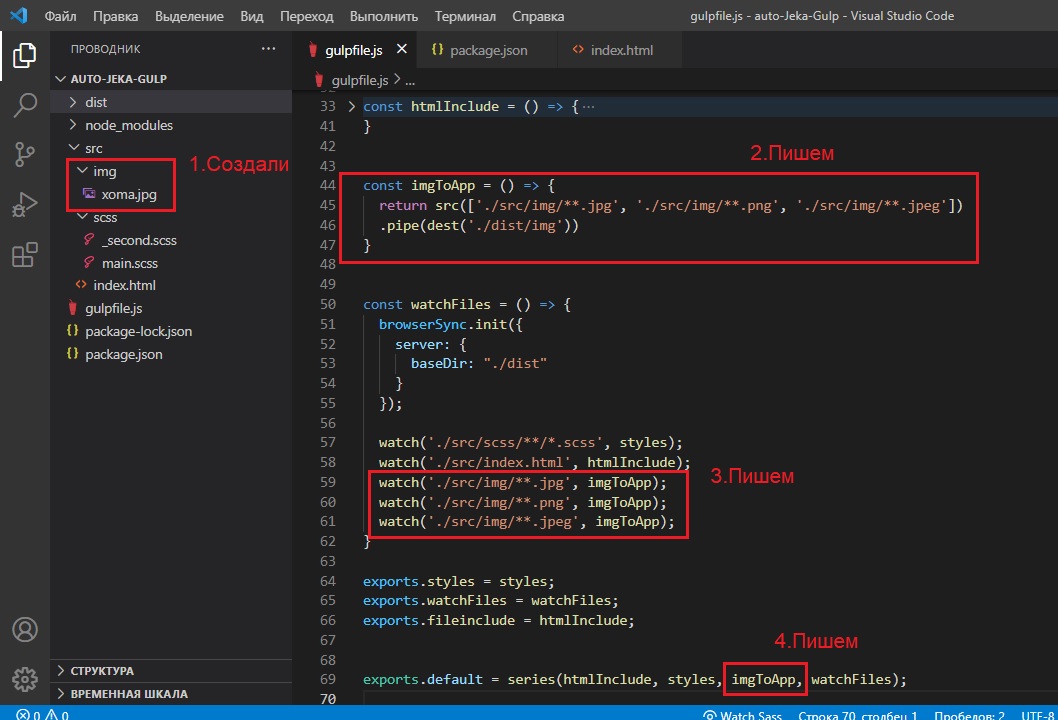 Файл Правка Выделение Вид Переход Выполнить Терминал Справка gulpfile.js - auto-Jeka-Gulp - Visual Studio Code
ПРОВОДНИК ...
AUTO-JEKA-GULP
dist
node_modules
src
img
xoma.jpg
scss
_second.scss
main.scss
index.html
gulpfile.js
package-lock.json
package.json
СТРУКТУРА
ВРЕМЕННАЯ ШКАЛА
1.Создали
gulpfile.js package.json index.html
gulpfile.js > ...
33 const htmlInclude = () => { ...
41 }
42
43
2.Пишем
44 const imgToApp = () => {
45 return src(['./src/img/**.jpg', './src/img/**.png', './src/img/**.jpeg'])
46 .pipe(dest('./dist/img'))
47 }
48
49
50 const watchFiles = () => {
51 browserSync.init({
52 server: {
53 baseDir: "./dist"
54 }
55 });
56
57 watch('./src/scss/**/*.scss', styles);
58 watch('./src/index.html', htmlInclude);
3.Пишем
59 watch('./src/img/**.jpg', imgToApp);
60 watch('./src/img/**.png', imgToApp);
61 watch('./src/img/**.jpeg', imgToApp);
62 }
63
64 exports.styles = styles;
65 exports.watchFiles = watchFiles;
66 exports.fileinclude = htmlInclude;
67
4.Пишем
68
69 exports.default = series(htmlInclude, styles, imgToApp, watchFiles);
70
0 0 Watch Sass Строка 70, столбец 1 Пробелов: 2 UTF-8